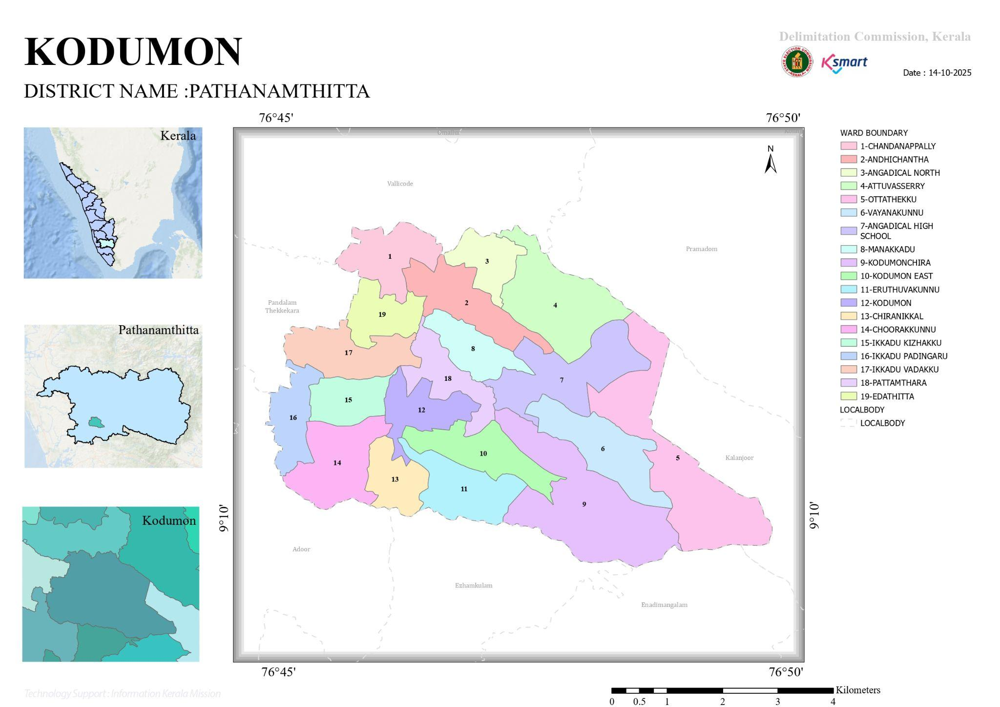 KODUMON
DISTRICT NAME :PATHANAMTHITTA
Delimitation Commission, Kerala
STATE ELECTION COMMISSION
KERALA
Ksmart
Date : 14-10-2025
Kerala
Pathanamthitta
Kodumon
76°45'
76°50'
9°10'
9°10'
76°45'
76°50'
Omallur
N
Vallicode
Pramadom
Pandalam
Thekkekara
Kalanjoor
Adoor
Ezhamkulam
Enadimangalam
1
2
3
4
5
6
7
8
9
10
11
12
13
14
15
16
17
18
19
WARD BOUNDARY
1-CHANDANAPPALLY
2-ANDHICHANTHA
3-ANGADICAL NORTH
4-ATTUVASSERRY
5-OTTATHEKKU
6-VAYANAKUNNU
7-ANGADICAL HIGH
SCHOOL
8-MANAKKADU
9-KODUMONCHIRA
10-KODUMON EAST
11-ERUTHUVAKUNNU
12-KODUMON
13-CHIRANIKKAL
14-CHOORAKKUNNU
15-IKKADU KIZHAKKU
16-IKKADU PADINGARU
17-IKKADU VADAKKU
18-PATTAMTHARA
19-EDATHITTA
LOCALBODY
LOCALBODY
Technology Support : Information Kerala Mission
Kilometers
0 0.5 1 2 3 4